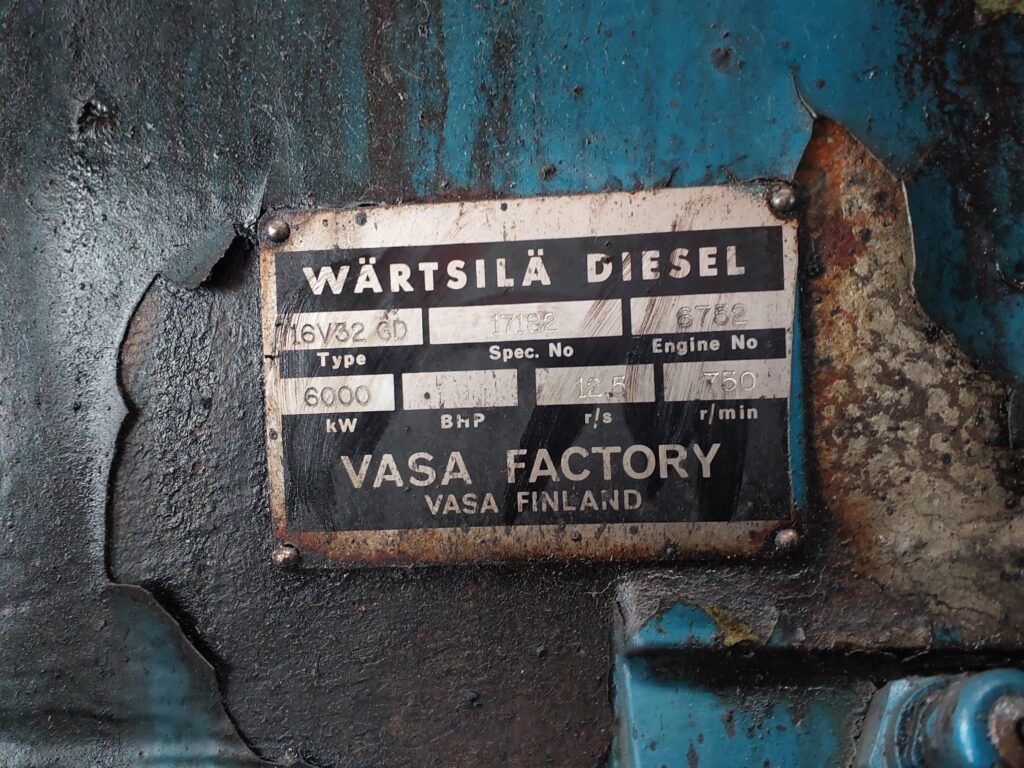 WÄRTSILÄ DIESEL
16V32 GD 17182 6752
Type Spec. No Engine No
6000 12.5 750
kW BHP r/s r/min
VASA FACTORY
VASA FINLAND